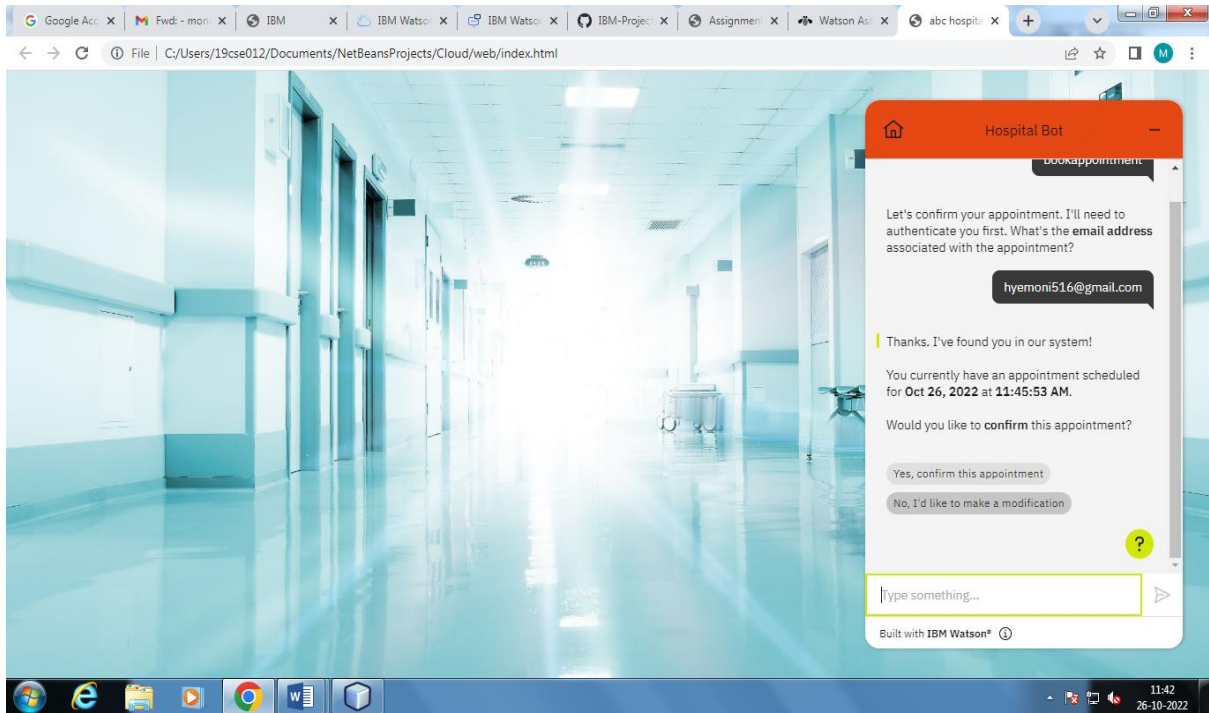 Google Acc
Fwd: - mon
IBM
IBM Watso
IBM Watso
IBM-Projec
Assignmen
Watson Ass
abc hospita
File | C:/Users/19cse012/Documents/NetBeansProjects/Cloud/web/index.html
M
Hospital Bot
bookappointment
Let's confirm your appointment. I'll need to
authenticate you first. What's the email address
associated with the appointment?
hyemoni516@gmail.com
Thanks. I've found you in our system!
You currently have an appointment scheduled
for Oct 26, 2022 at 11:45:53 AM.
Would you like to confirm this appointment?
Yes, confirm this appointment
No, I'd like to make a modification
?
Type something...
Built with IBM Watson®
11:42
26-10-2022